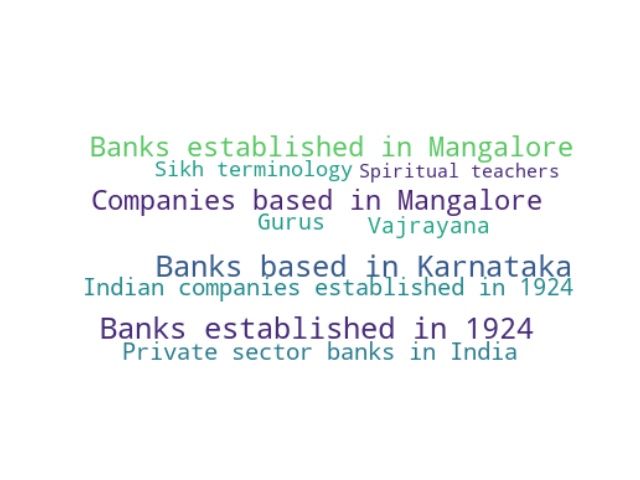 Banks established in Mangalore
Sikh terminology Spiritual teachers
Companies based in Mangalore
Gurus Vajrayana
Banks based in Karnataka
Indian companies established in 1924
Banks established in 1924
Private sector banks in India